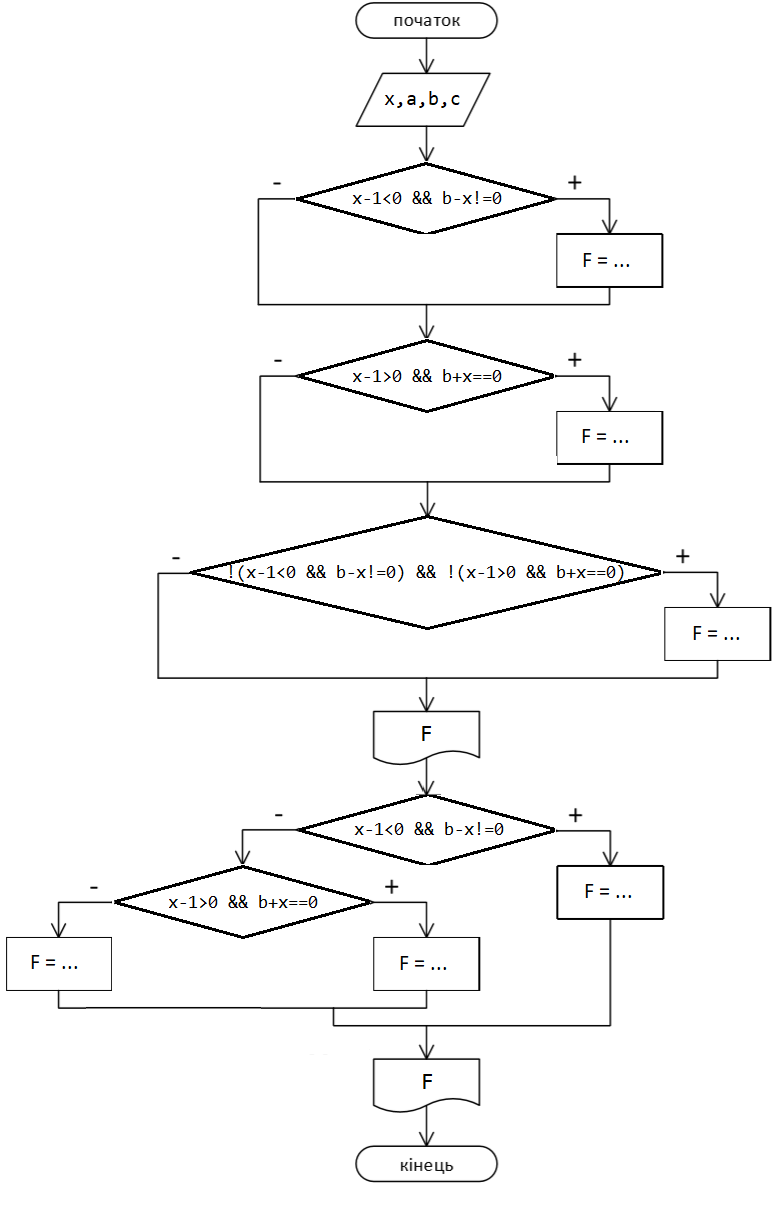 початок
x,a,b,c
- +
x-1<0 && b-x!=0
F = ...
- +
x-1>0 && b+x==0
F = ...
- +
!(x-1<0 && b-x!=0) && !(x-1>0 && b+x==0)
F = ...
F
- +
x-1<0 && b-x!=0
F = ...
- +
x-1>0 && b+x==0
F = ...
F = ...
F
кінець